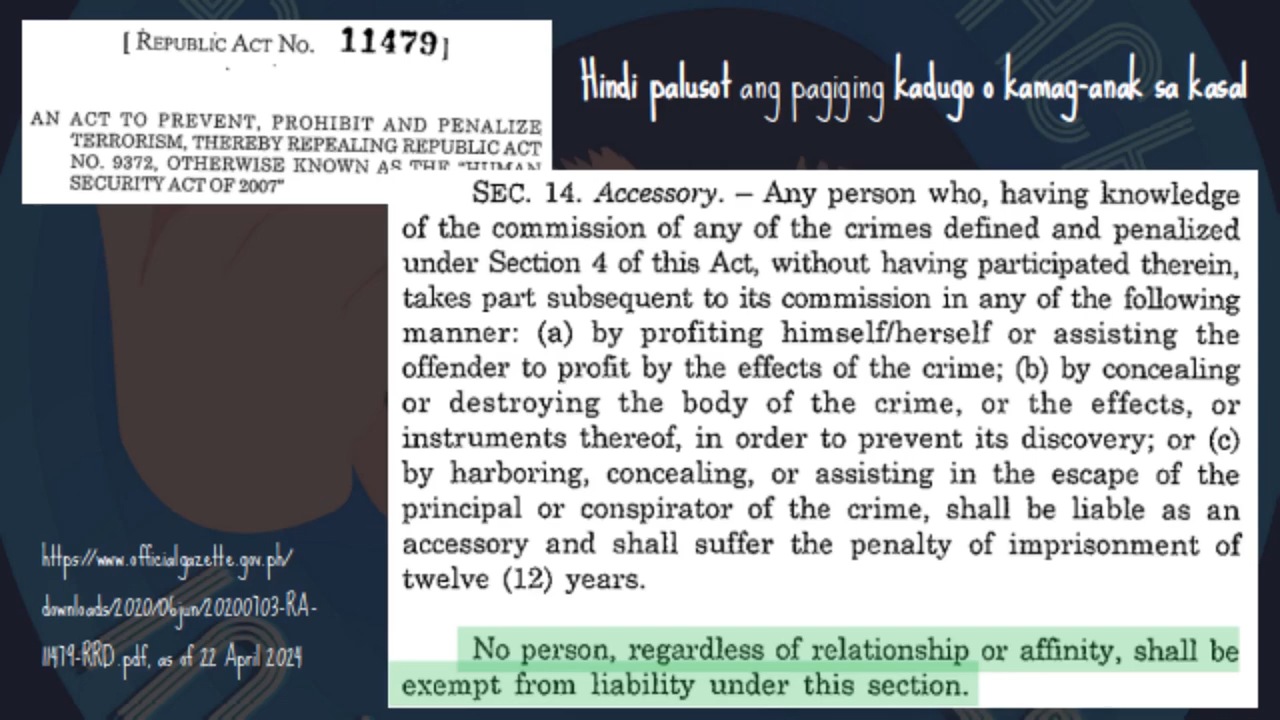 [ REPUBLIC ACT NO. 11479]
AN ACT TO PREVENT, PROHIBIT AND PENALIZE
TERRORISM, THEREBY REPEALING REPUBLIC ACT
NO. 9372, OTHERWISE KNOWN AS THE "HUMAN
SECURITY ACT OF 2007"
Hindi palusot ang pagiging kadugo o kamag-anak sa kasal
SEC. 14. Accessory. – Any person who, having knowledge
of the commission of any of the crimes defined and penalized
under Section 4 of this Act, without having participated therein,
takes part subsequent to its commission in any of the following
manner: (a) by profiting himself/herself or assisting the
offender to profit by the effects of the crime; (b) by concealing
or destroying the body of the crime, or the effects, or
instruments thereof, in order to prevent its discovery; or (c)
by harboring, concealing, or assisting in the escape of the
principal or conspirator of the crime, shall be liable as an
accessory and shall suffer the penalty of imprisonment of
twelve (12) years.
No person, regardless of relationship or affinity, shall be
exempt from liability under this section.
https://www.officialgazette.gov.ph/
downloads/2020/06jun/20200703-RA-
11479-RRD.pdf, as of 22 April 2024